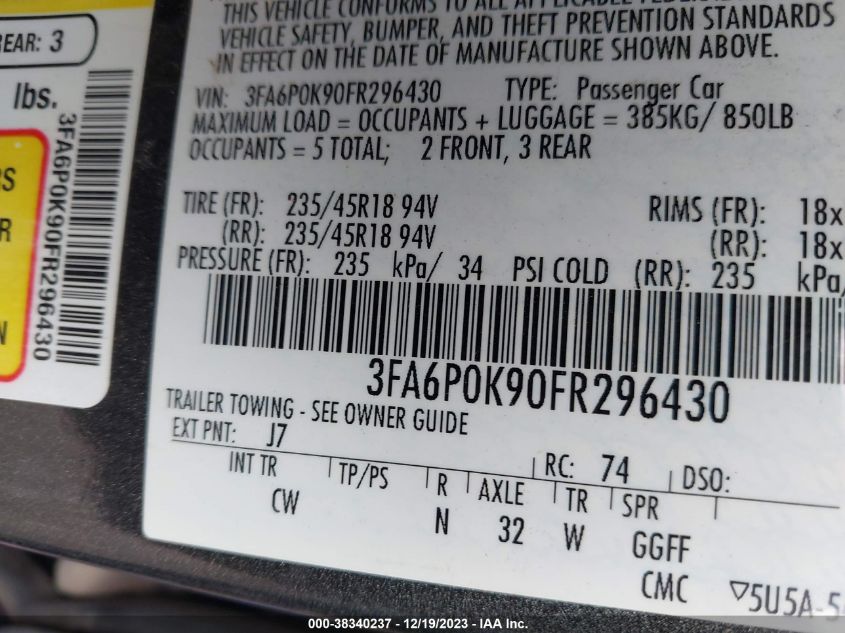 THIS VEHICLE CONFORMS TO ALL APPLICABLE
VEHICLE SAFETY, BUMPER, AND THEFT PREVENTION STANDARDS
IN EFFECT ON THE DATE OF MANUFACTURE SHOWN ABOVE.
VIN: 3FA6P0K90FR296430 TYPE: Passenger Car
MAXIMUM LOAD = OCCUPANTS + LUGGAGE = 385KG/ 850LB
OCCUPANTS = 5 TOTAL; 2 FRONT, 3 REAR
TIRE (FR): 235/45R18 94V RIMS (FR): 18x
(RR): 235/45R18 94V (RR): 18x
PRESSURE (FR): 235 kPa/ 34 PSI COLD (RR): 235 kPa/
3FA6P0K90FR296430
TRAILER TOWING - SEE OWNER GUIDE
EXT PNT: J7 RC: 74 DSO:
INT TR TP/PS R AXLE TR SPR
CW N 32 W GGFF
CMC ▽5U5A-5
REAR: 3
lbs.
3FA6P0K90FR296430
000-38340237 - 12/19/2023 - IAA Inc.